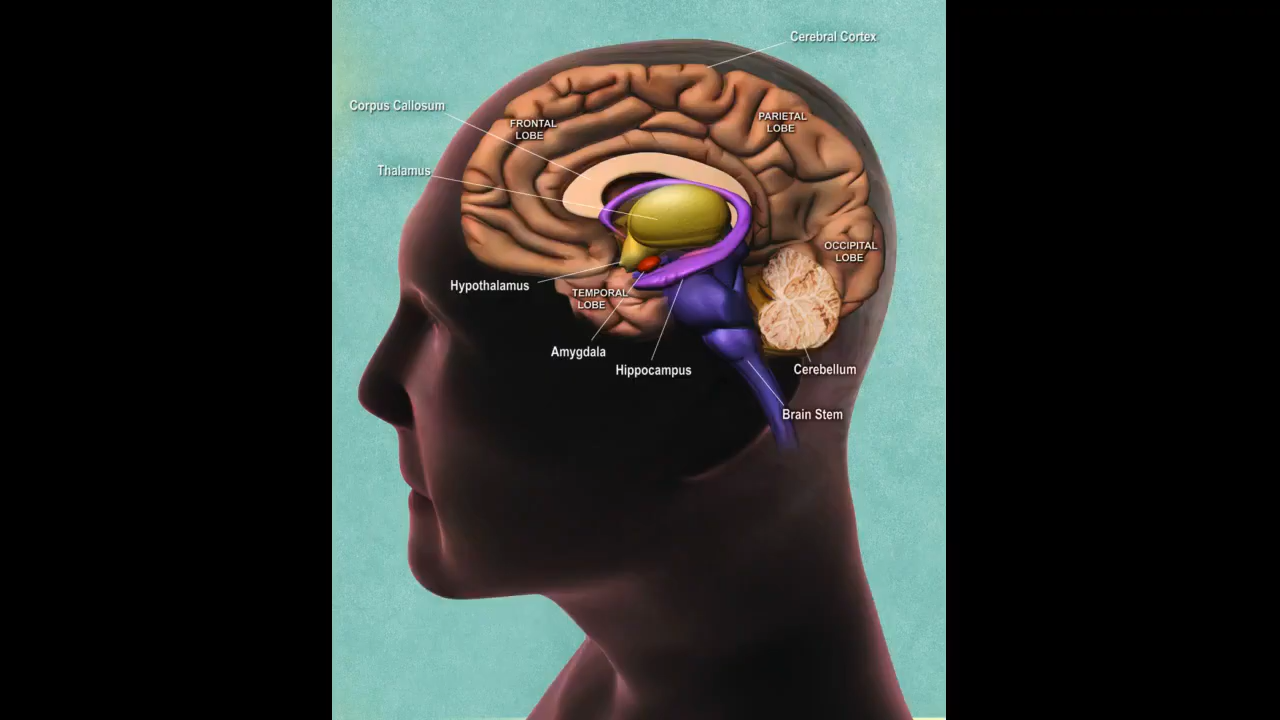 Cerebral Cortex
Corpus Callosum
FRONTAL
LOBE
PARIETAL
LOBE
Thalamus
OCCIPITAL
LOBE
Hypothalamus
TEMPORAL
LOBE
Amygdala
Hippocampus
Cerebellum
Brain Stem